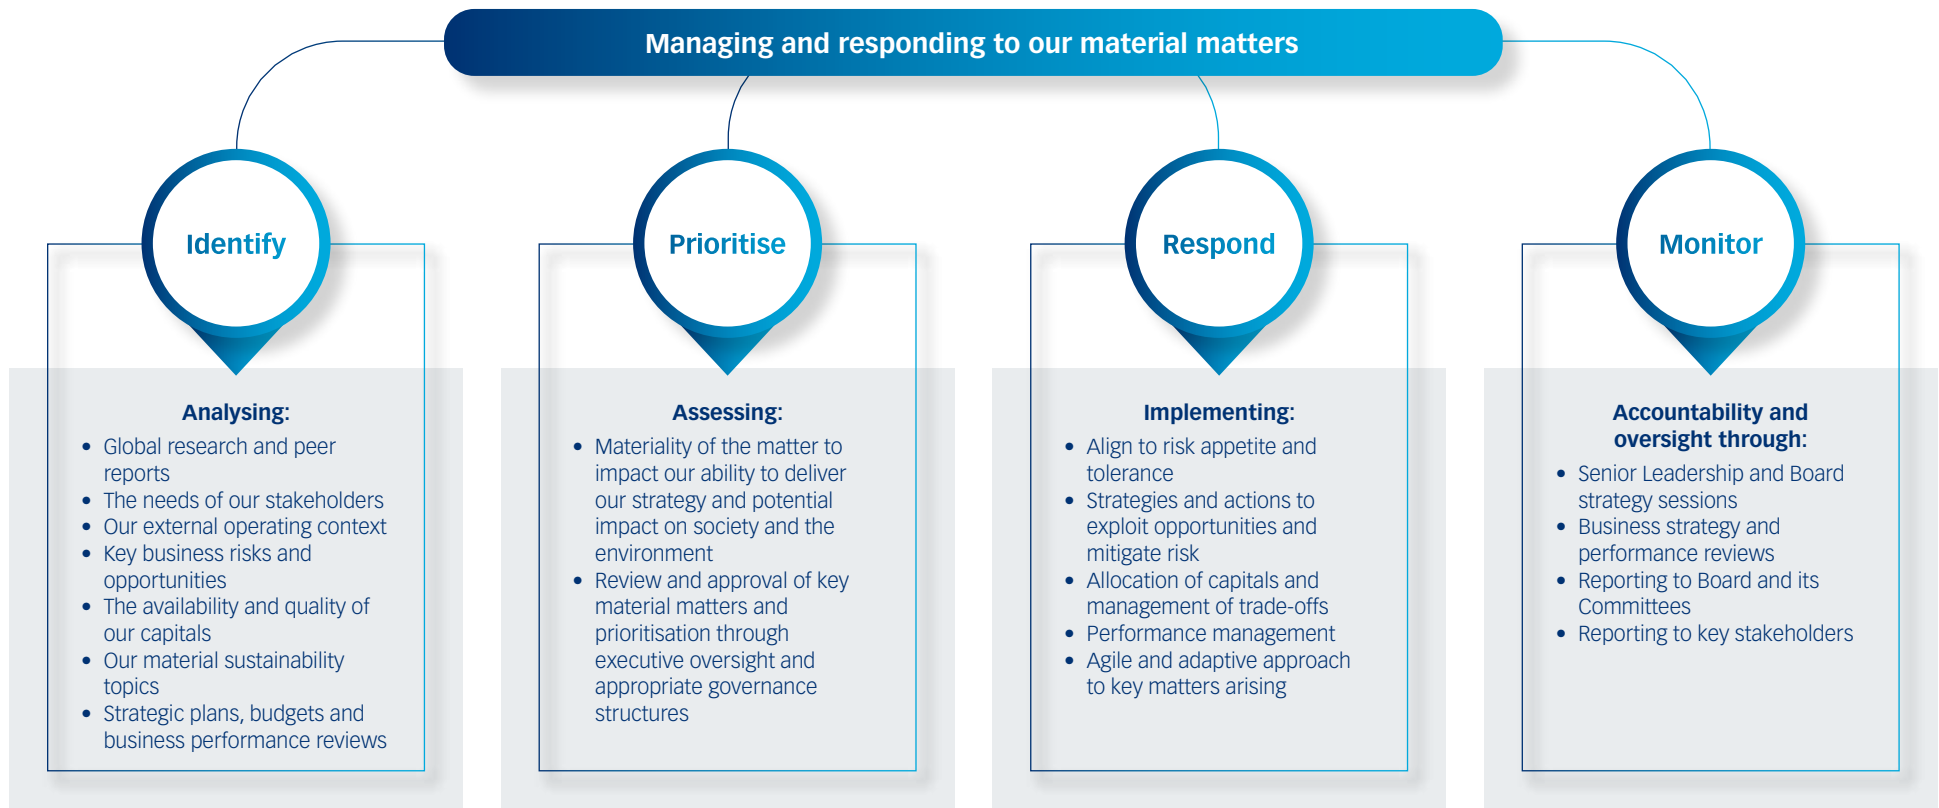 Managing and responding to our material matters
Identify
Analysing:
• Global research and peer
reports
• The needs of our stakeholders
• Our external operating context
• Key business risks and
opportunities
• The availability and quality of
our capitals
• Our material sustainability
topics
• Strategic plans, budgets and
business performance reviews
Prioritise
Assessing:
• Materiality of the matter to
impact our ability to deliver
our strategy and potential
impact on society and the
environment
• Review and approval of key
material matters and
prioritisation through
executive oversight and
appropriate governance
structures
Respond
Implementing:
• Align to risk appetite and
tolerance
• Strategies and actions to
exploit opportunities and
mitigate risk
• Allocation of capitals and
management of trade-offs
• Performance management
• Agile and adaptive approach
to key matters arising
Monitor
Accountability and
oversight through:
• Senior Leadership and Board
strategy sessions
• Business strategy and
performance reviews
• Reporting to Board and its
Committees
• Reporting to key stakeholders